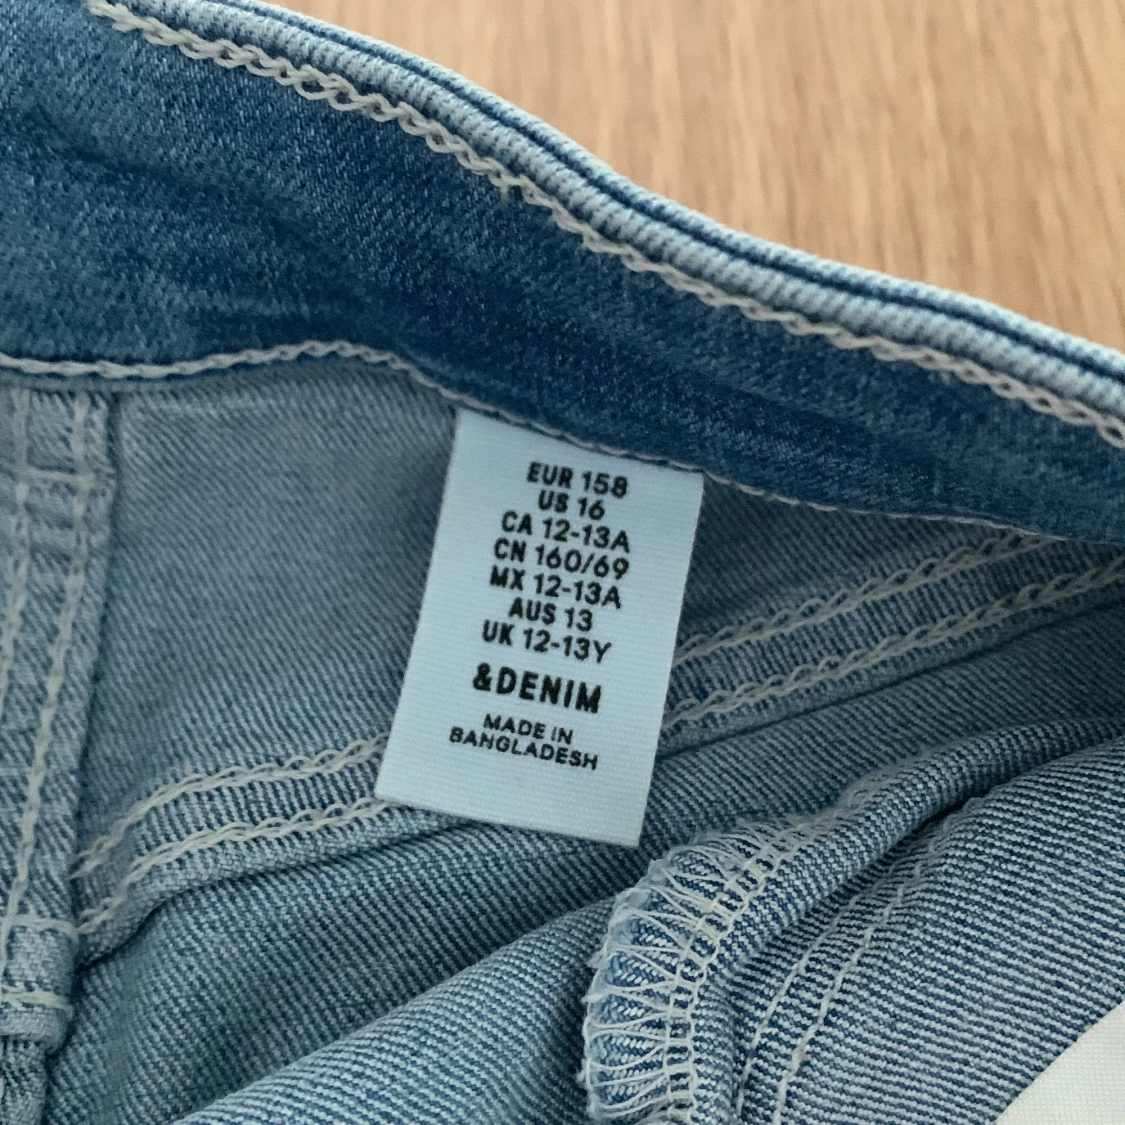 EUR 158
US 16
CA 12-13A
CN 160/69
MX 12-13A
AUS 13
UK 12-13Y
&DENIM
MADE IN
BANGLADESH